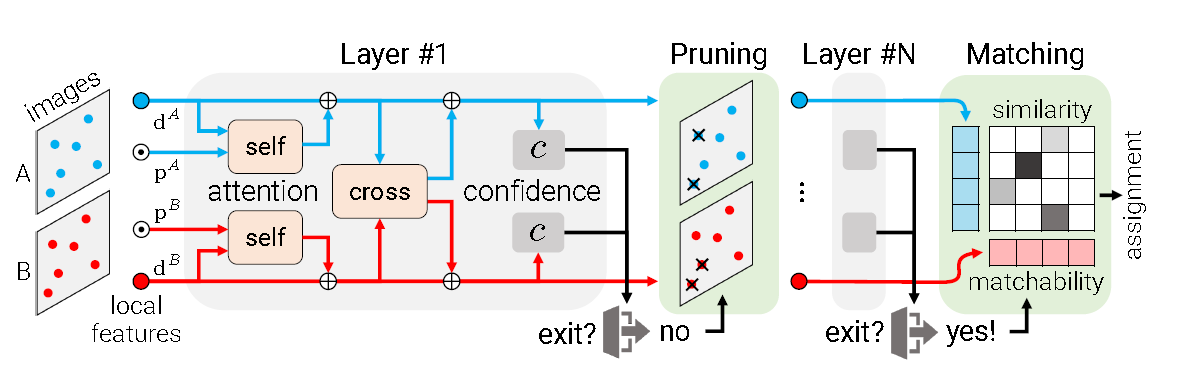 Layer #1
Pruning
Layer #N
Matching
images
A
B
d^A
p^A
p^B
d^B
local
features
self
attention
self
cross
confidence
c
c
exit?
no
⋮
exit?
yes!
similarity
matchability
assignment